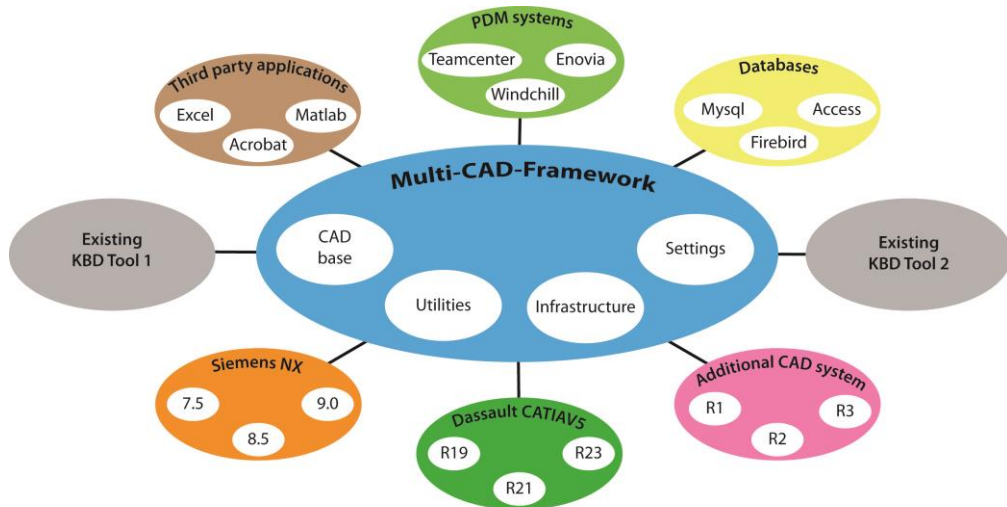 PDM systems
Teamcenter
Enovia
Windchill
Third party applications
Excel
Matlab
Acrobat
Databases
Mysql
Access
Firebird
Multi-CAD-Framework
CAD
base
Utilities
Infrastructure
Settings
Existing
KBD Tool 1
Existing
KBD Tool 2
Siemens NX
7.5
9.0
8.5
Dassault CATIAV5
R19
R23
R21
Additional CAD system
R1
R3
R2